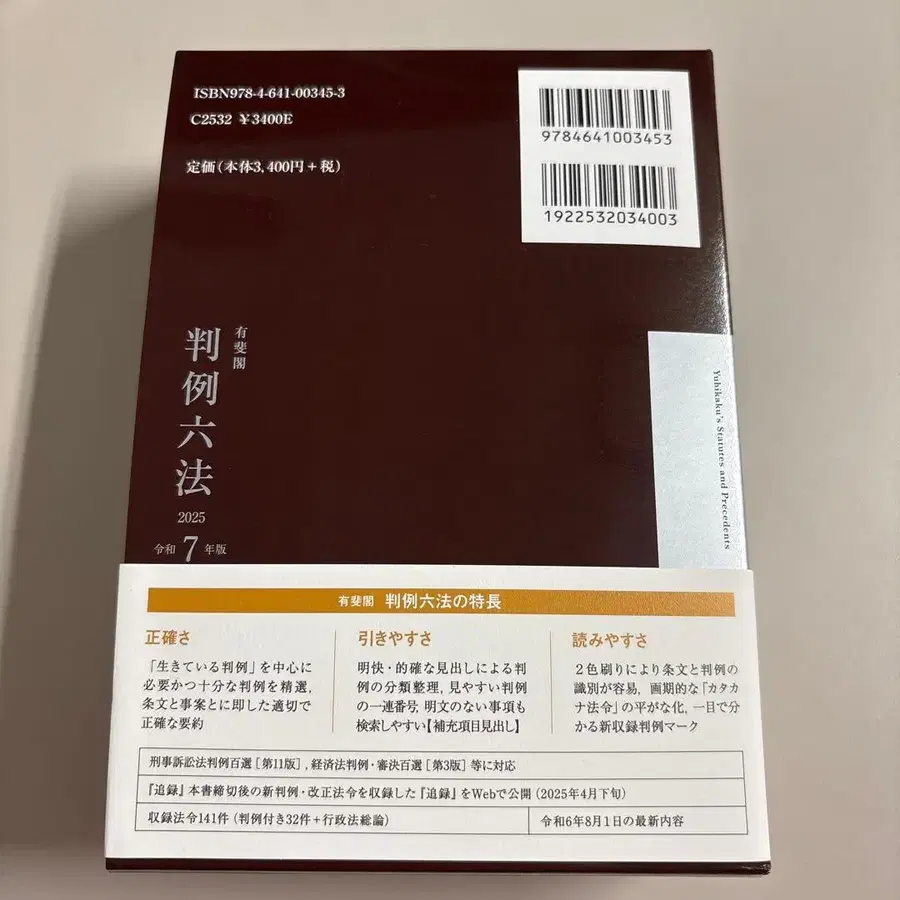 ISBN978-4-641-00345-3
C2532 ¥3400E
定価(本体3,400円+税)
9784641003453
1922532034003
有斐閣
判例六法
2025
令和7年版
Yuhikaku's Statutes and Precedents
有斐閣 判例六法の特長
正確さ
「生きている判例」を中心に
必要かつ十分な判例を精選,
条文と事案とに即した適切で
正確な要約
引きやすさ
明快・的確な見出しによる判
例の分類整理, 見やすい判例
の一連番号, 明文のない事項も
検索しやすい【補充項目見出し】
読みやすさ
2色刷りにより条文と判例の
識別が容易, 画期的な「カタカ
ナ法令」の平がな化, 一目で分
かる新収録判例マーク
刑事訴訟法判例百選[第11版], 経済法判例・審決百選[第3版] 等に対応
『追録』本書締切後の新判例・改正法令を収録した『追録』をWebで公開(2025年4月下旬)
収録法令141件(判例付き32件+行政法総論)
令和6年8月1日の最新内容